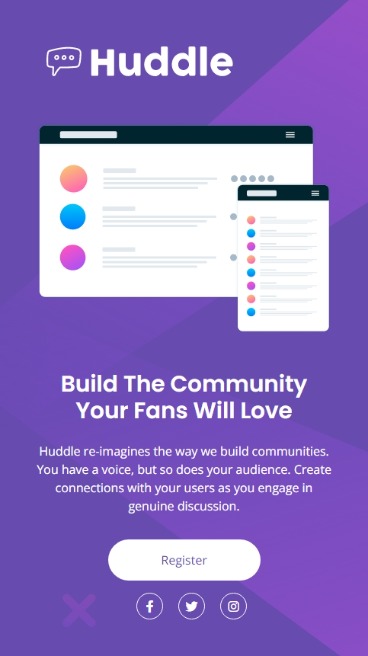 Huddle
Build The Community
Your Fans Will Love
Huddle re-imagines the way we build communities.
You have a voice, but so does your audience. Create
connections with your users as you engage in
genuine discussion.
Register